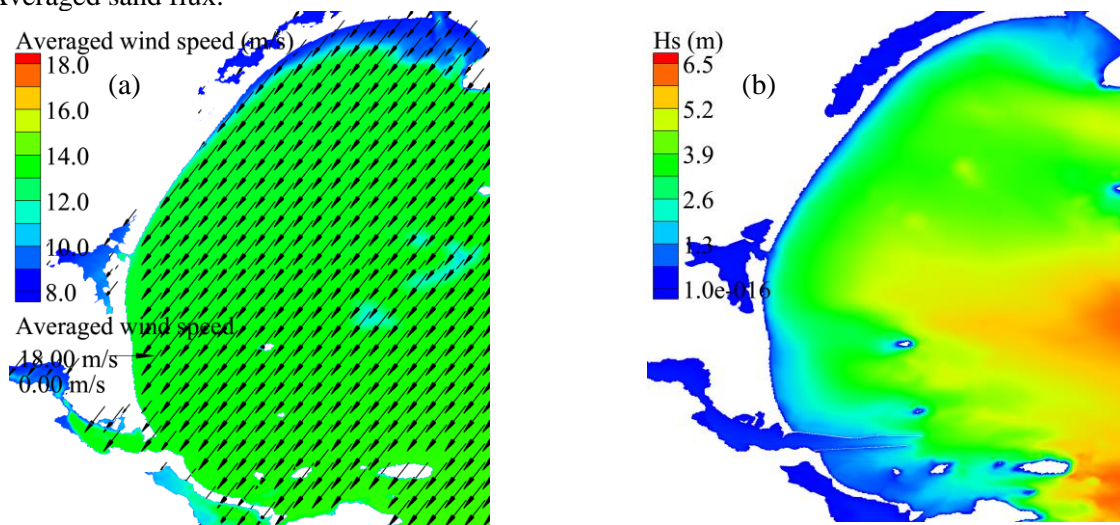 Averaged sand flux.
Averaged wind speed (m/s)
18.0
16.0
14.0
12.0
10.0
8.0
(a)
Averaged wind speed
18.00 m/s
0.00 m/s
Hs (m)
6.5
5.2
3.9
2.6
1.3
1.0e-016
(b)